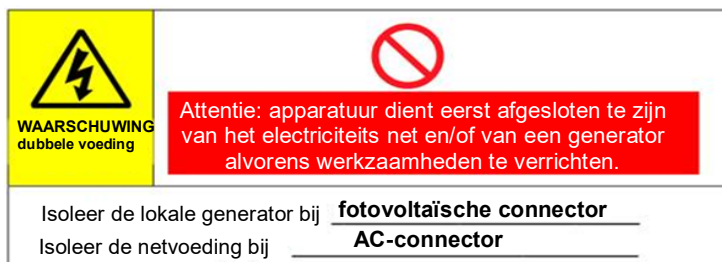 WAARSCHUWING
dubbele voeding
Attentie: apparatuur dient eerst afgesloten te zijn
van het electriciteits net en/of van een generator
alvorens werkzaamheden te verrichten.
Isoleer de lokale generator bij fotovoltaïsche connector
Isoleer de netvoeding bij AC-connector